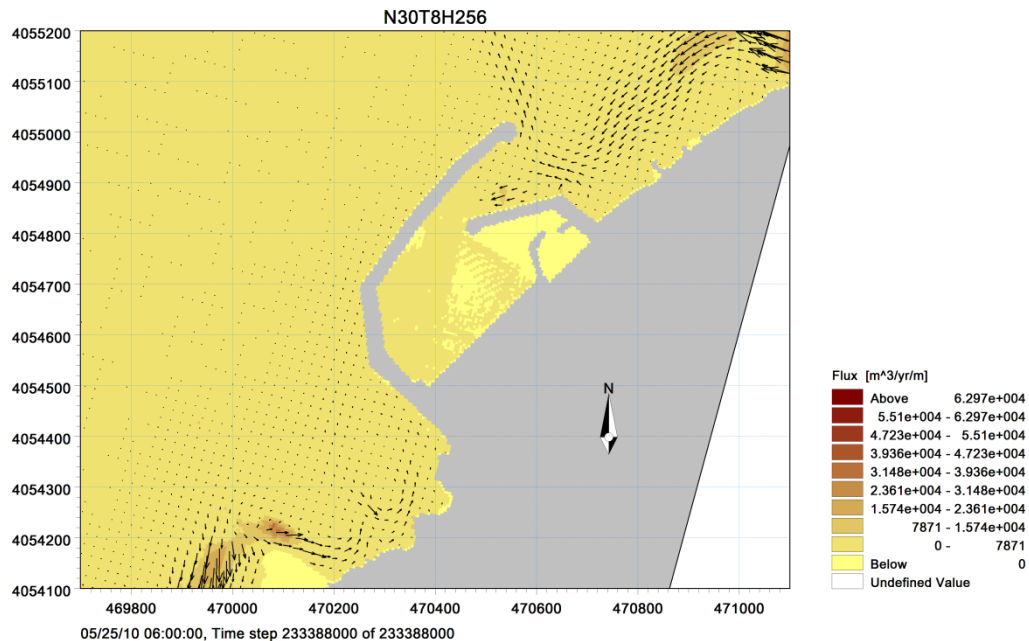 N30T8H256
4055200
4055100
4055000
4054900
4054800
4054700
4054600
4054500
4054400
4054300
4054200
4054100
N
469800 470000 470200 470400 470600 470800 471000
05/25/10 06:00:00, Time step 233388000 of 233388000
Flux [m^3/yr/m]
Above 6.297e+004
5.51e+004 - 6.297e+004
4.723e+004 - 5.51e+004
3.936e+004 - 4.723e+004
3.148e+004 - 3.936e+004
2.361e+004 - 3.148e+004
1.574e+004 - 2.361e+004
7871 - 1.574e+004
0 - 7871
Below 0
Undefined Value